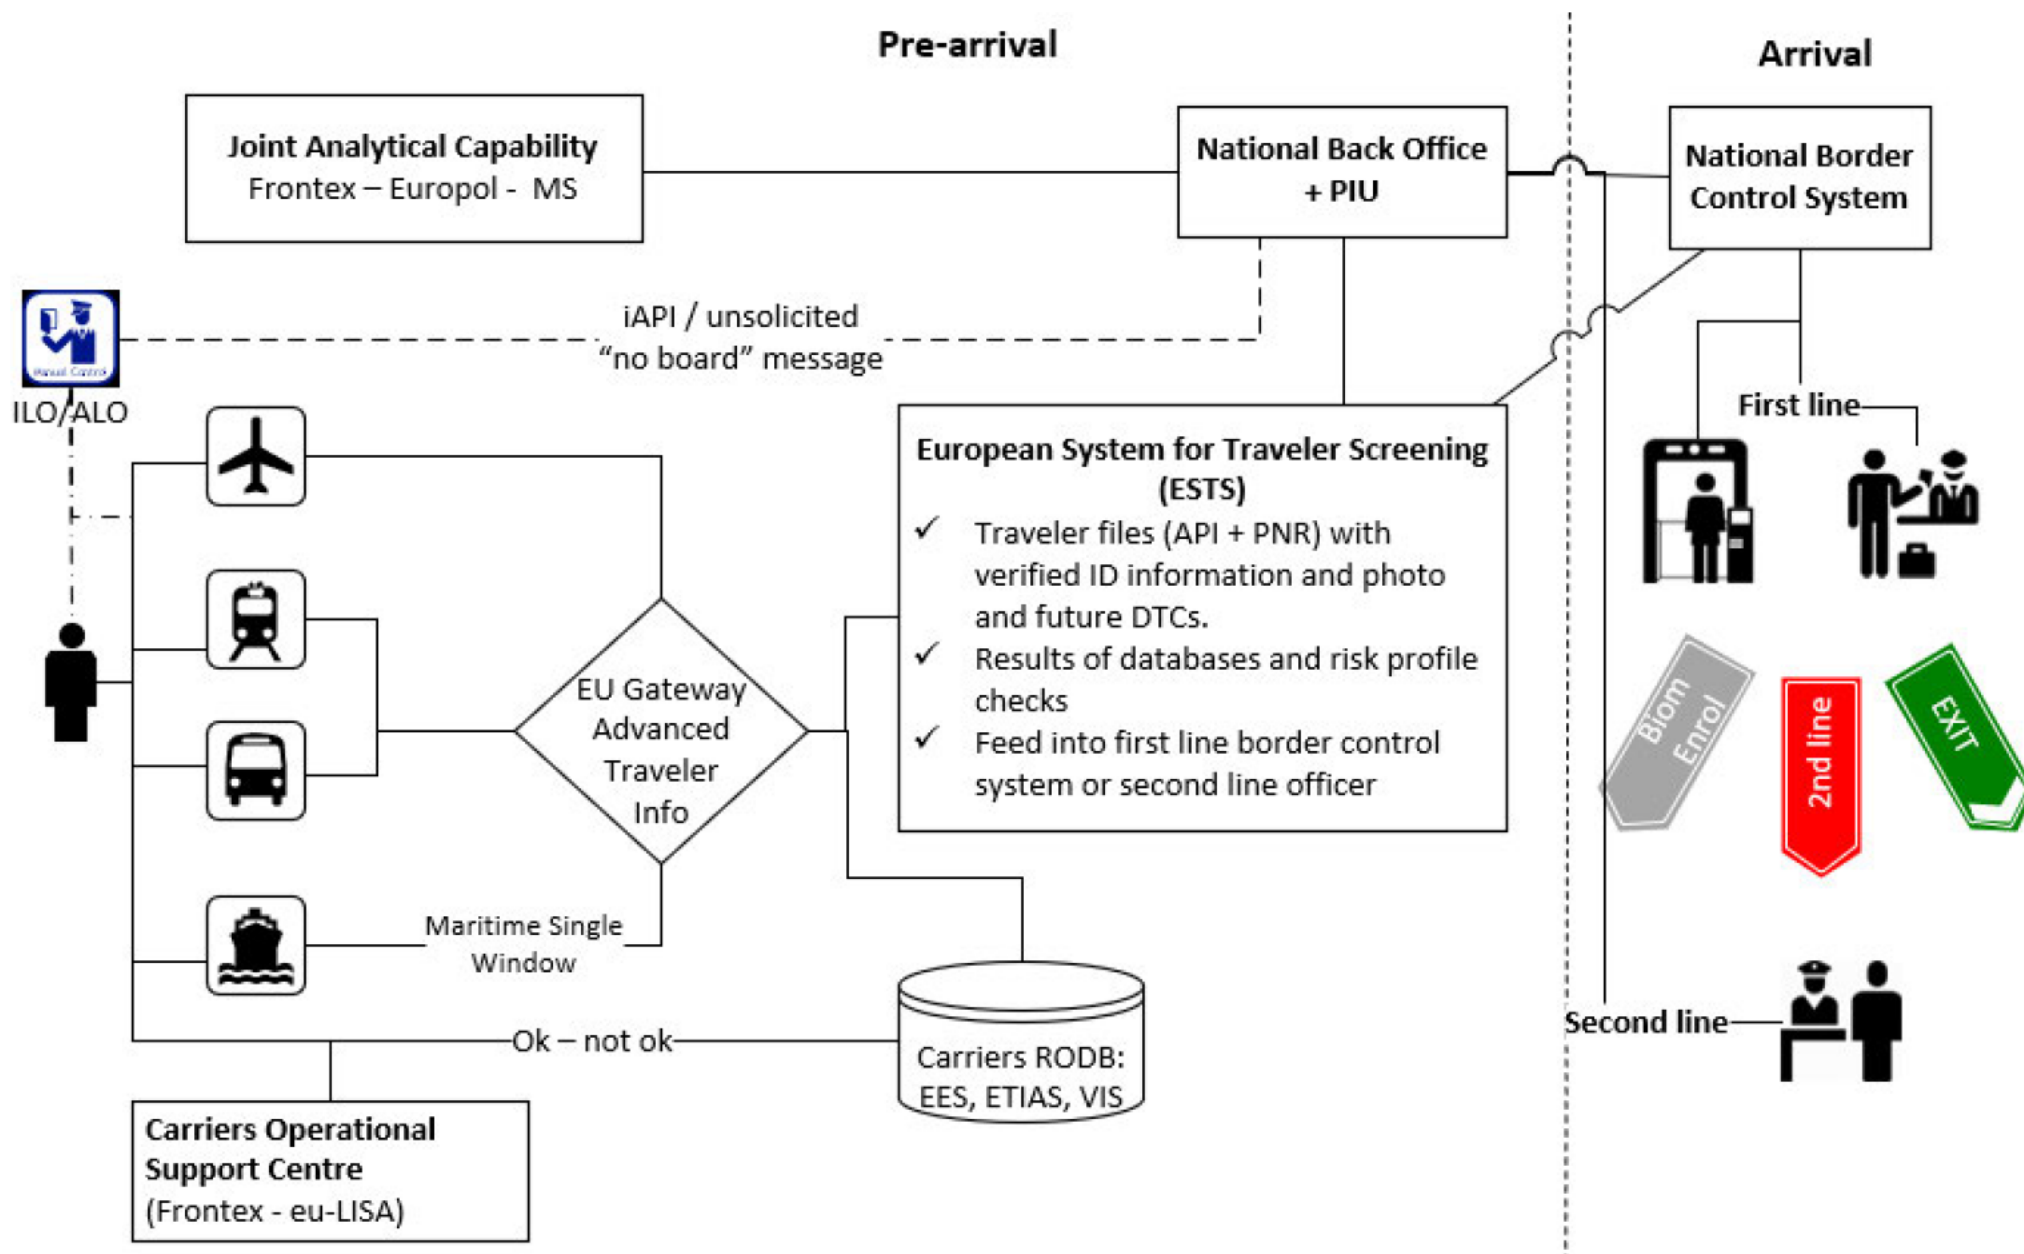 Pre-arrival
Arrival
Joint Analytical Capability
Frontex – Europol - MS
National Back Office
+ PIU
National Border
Control System
Manual Control
ILO/ALO
iAPI / unsolicited
“no board” message
First line
European System for Traveler Screening
(ESTS)
✓ Traveler files (API + PNR) with
verified ID information and photo
and future DTCs.
✓ Results of databases and risk profile
checks
✓ Feed into first line border control
system or second line officer
EU Gateway
Advanced
Traveler
Info
Biom
Enrol
2nd line
EXIT
Maritime Single
Window
Ok – not ok
Carriers RODB:
EES, ETIAS, VIS
Second line
Carriers Operational
Support Centre
(Frontex - eu-LISA)